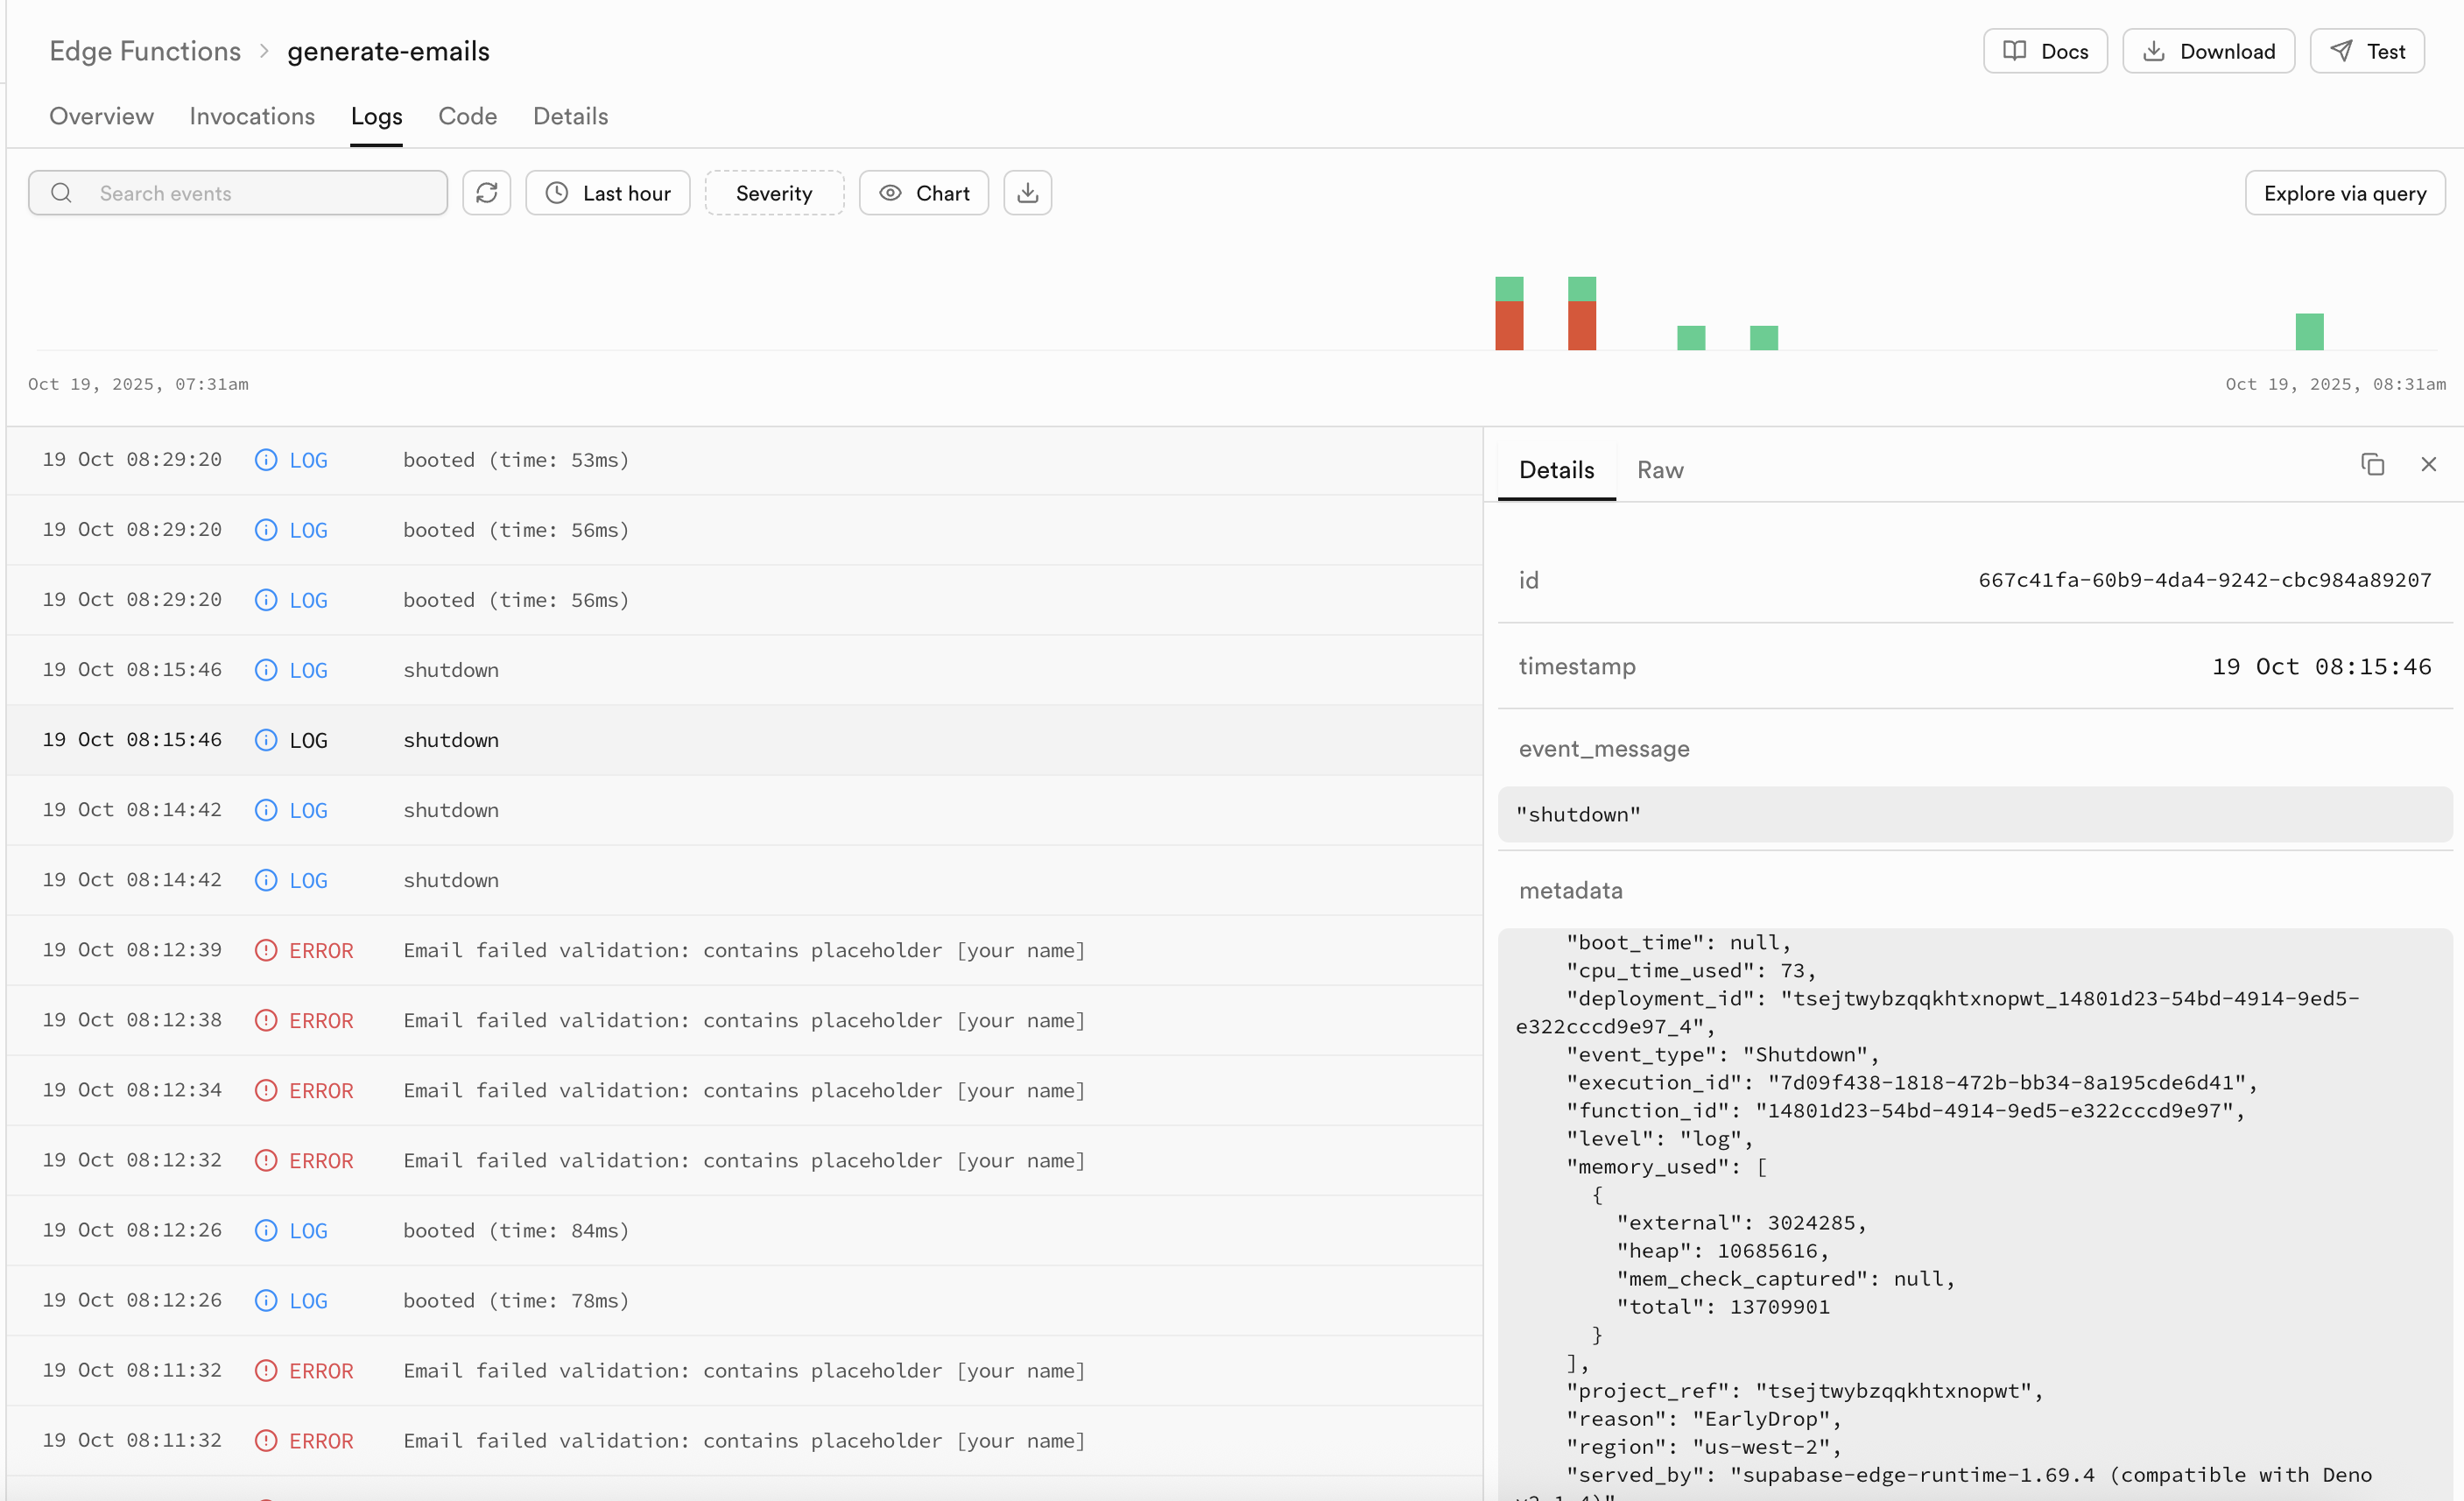 Edge Functions > generate-emails
Docs Download Test
Overview Invocations Logs Code Details
Search events Last hour Severity Chart Explore via query
Oct 19, 2025, 07:31am Oct 19, 2025, 08:31am
19 Oct 08:29:20 LOG booted (time: 53ms)
19 Oct 08:29:20 LOG booted (time: 56ms)
19 Oct 08:29:20 LOG booted (time: 56ms)
19 Oct 08:15:46 LOG shutdown
19 Oct 08:15:46 LOG shutdown
19 Oct 08:14:42 LOG shutdown
19 Oct 08:14:42 LOG shutdown
19 Oct 08:12:39 ERROR Email failed validation: contains placeholder [your name]
19 Oct 08:12:38 ERROR Email failed validation: contains placeholder [your name]
19 Oct 08:12:34 ERROR Email failed validation: contains placeholder [your name]
19 Oct 08:12:32 ERROR Email failed validation: contains placeholder [your name]
19 Oct 08:12:26 LOG booted (time: 84ms)
19 Oct 08:12:26 LOG booted (time: 78ms)
19 Oct 08:11:32 ERROR Email failed validation: contains placeholder [your name]
19 Oct 08:11:32 ERROR Email failed validation: contains placeholder [your name]
Details Raw
id 667c41fa-60b9-4da4-9242-cbc984a89207
timestamp 19 Oct 08:15:46
event_message
"shutdown"
metadata
"boot_time": null,
"cpu_time_used": 73,
"deployment_id": "tsejtwybzqqkhtxnopwt_14801d23-54bd-4914-9ed5-
e322cccd9e97_4",
"event_type": "Shutdown",
"execution_id": "7d09f438-1818-472b-bb34-8a195cde6d41",
"function_id": "14801d23-54bd-4914-9ed5-e322cccd9e97",
"level": "log",
"memory_used": [
{
"external": 3024285,
"heap": 10685616,
"mem_check_captured": null,
"total": 13709901
}
],
"project_ref": "tsejtwybzqqkhtxnopwt",
"reason": "EarlyDrop",
"region": "us-west-2",
"served_by": "supabase-edge-runtime-1.69.4 (compatible with Deno